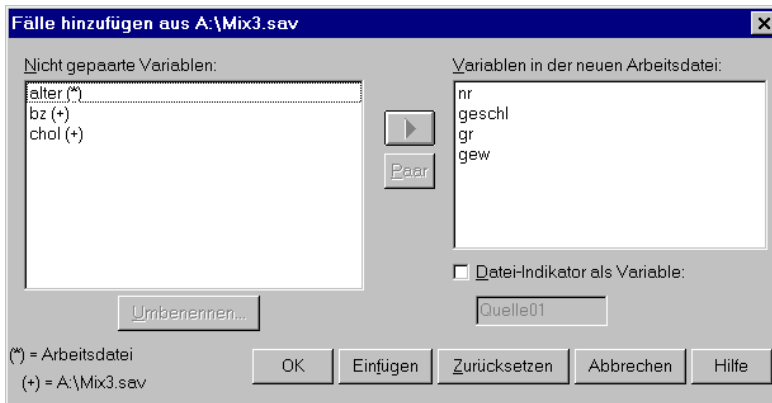 Fälle hinzufügen aus A:\Mix3.sav
Nicht gepaarte Variablen:
alter (*)
bz (+)
chol (+)
Paar
Variablen in der neuen Arbeitsdatei:
nr
geschl
gr
gew
Datei-Indikator als Variable:
Quelle01
Umbenennen...
(*) = Arbeitsdatei
(+) = A:\Mix3.sav
OK Einfügen Zurücksetzen Abbrechen Hilfe